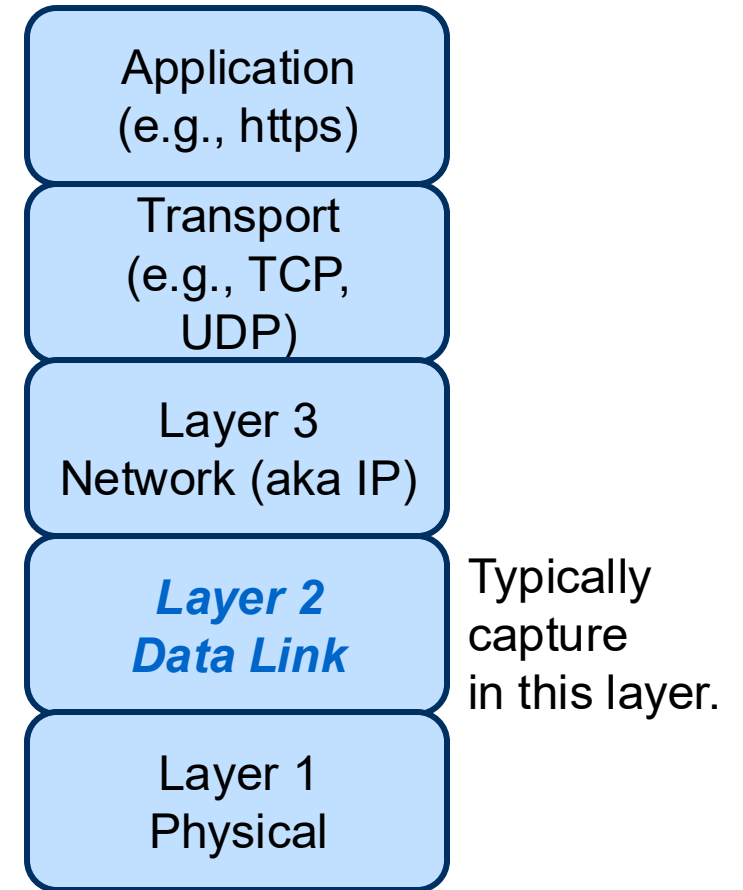 Application
(e.g., https)
Transport
(e.g., TCP,
UDP)
Layer 3
Network (aka IP)
Layer 2
Data Link
Typically
capture
in this layer.
Layer 1
Physical